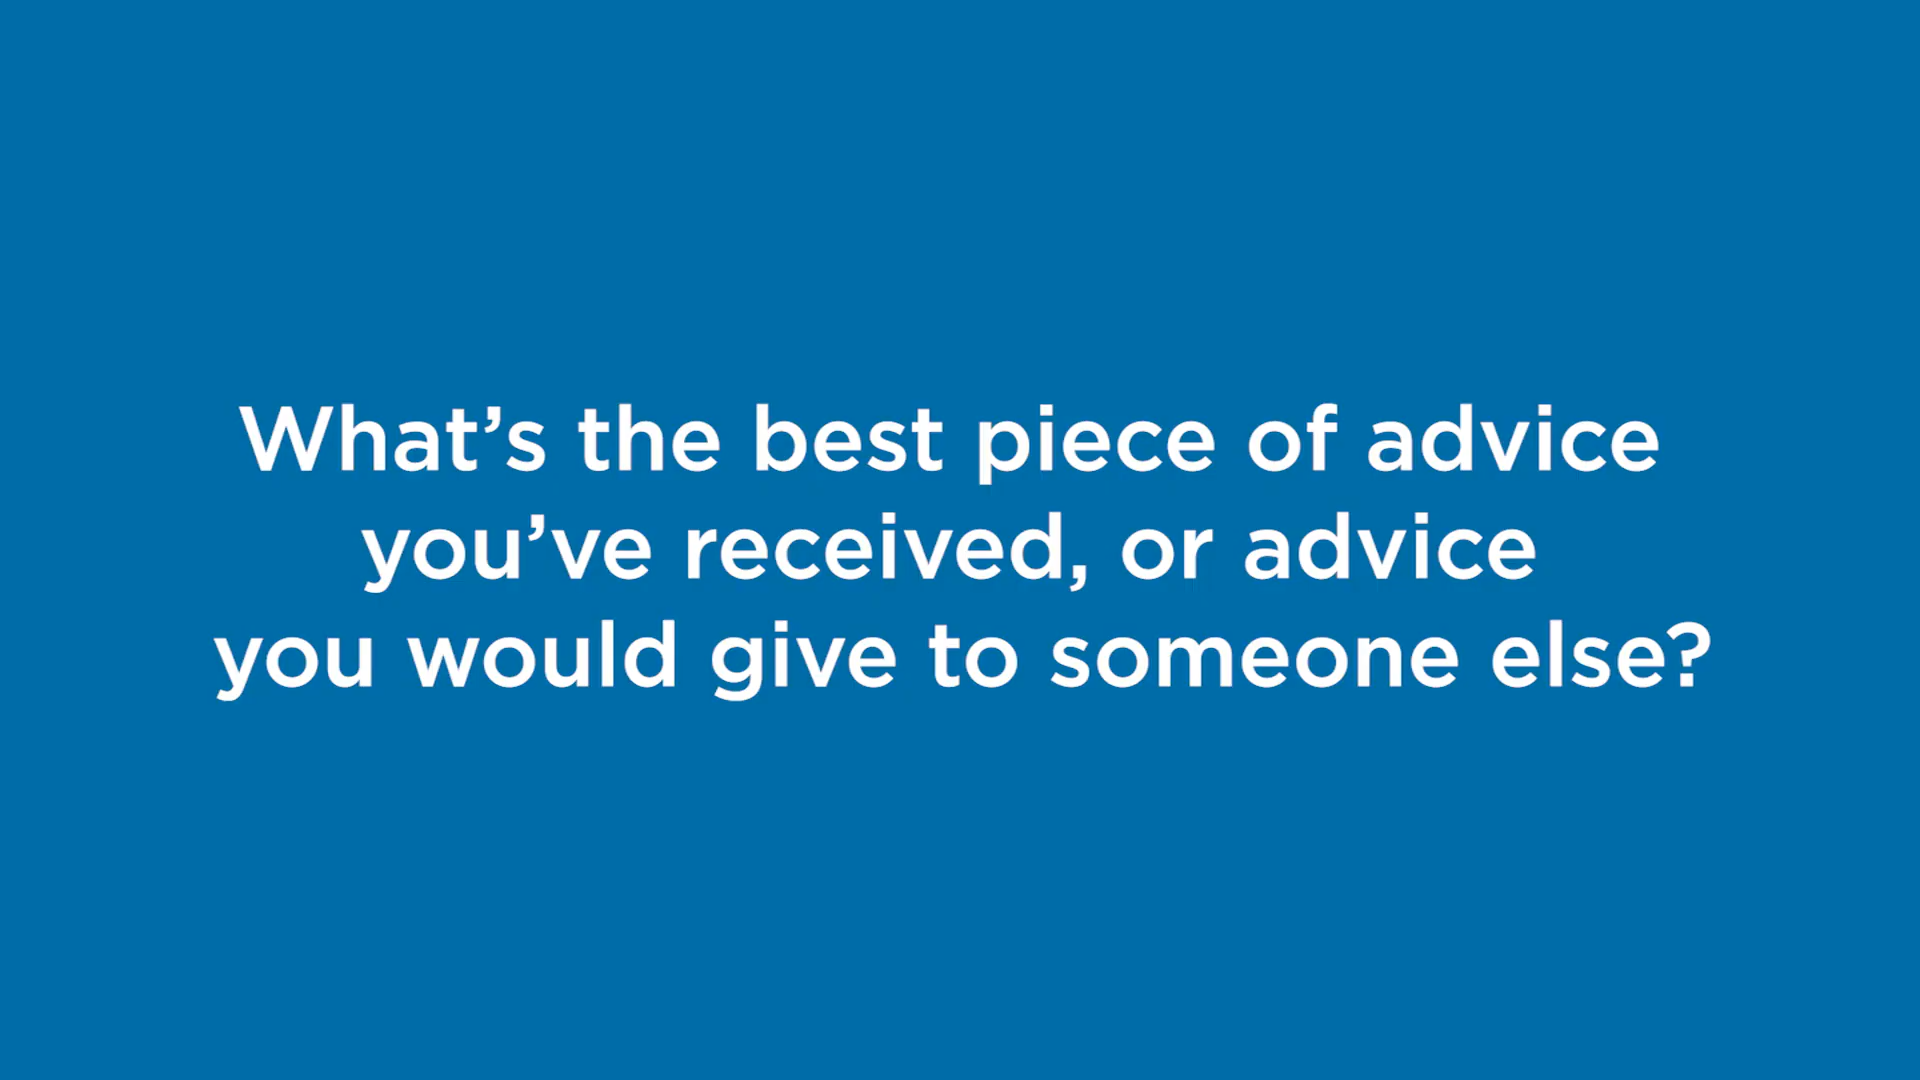 What’s the best piece of advice
you’ve received, or advice
you would give to someone else?